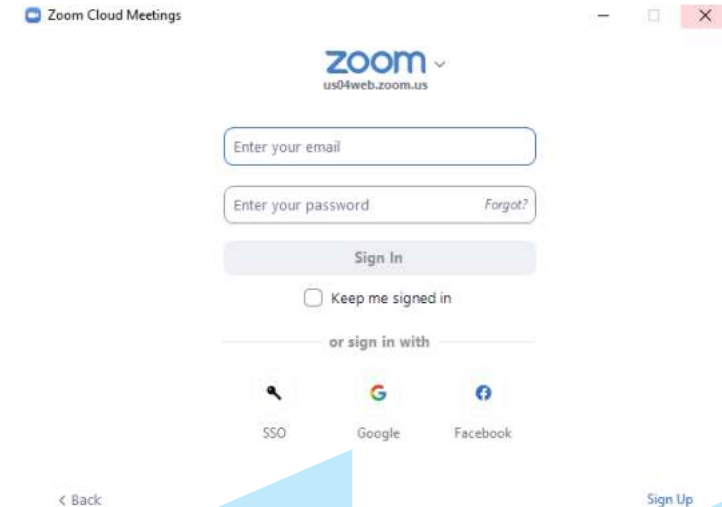 Zoom Cloud Meetings
zoom
us04web.zoom.us
Enter your email
Enter your password Forgot?
Sign In
Keep me signed in
or sign in with
SSO Google Facebook
< Back Sign Up